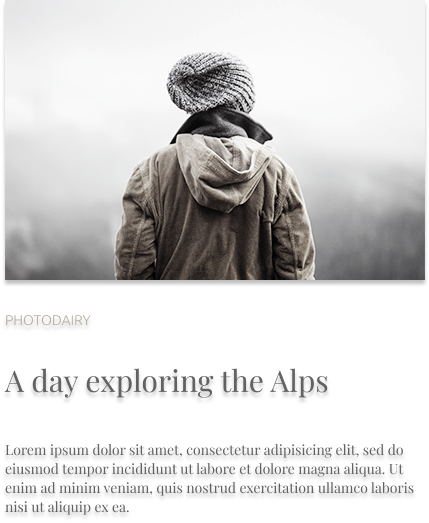 PHOTODAIRY
A day exploring the Alps
Lorem ipsum dolor sit amet, consectetur adipisicing elit, sed do
eiusmod tempor incididunt ut labore et dolore magna aliqua. Ut
enim ad minim veniam, quis nostrud exercitation ullamco laboris
nisi ut aliquip ex ea.